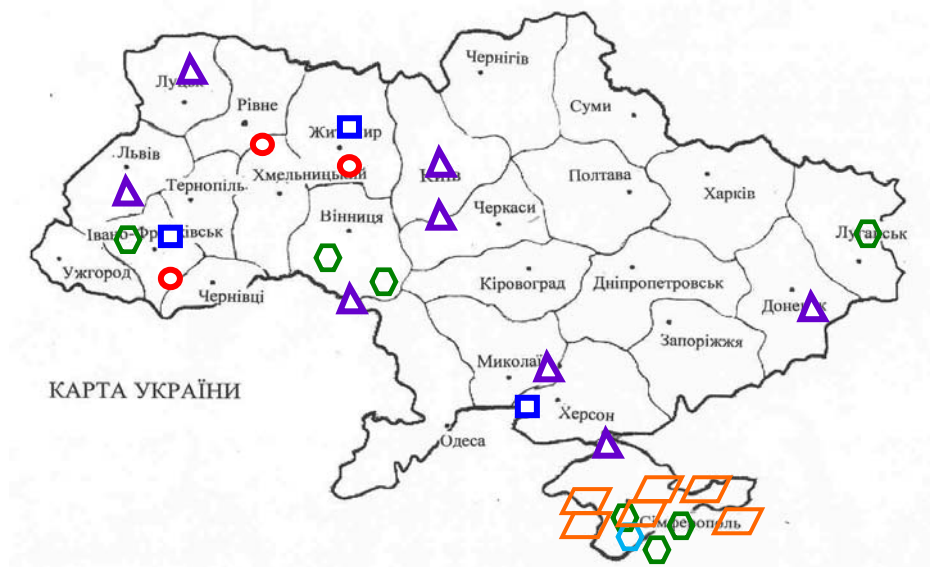 Чернігів
Луцьк
Рівне
Суми
Житомир
Львів
Хмельницький
Київ
Полтава
Харків
Тернопіль
Черкаси
Вінниця
Івано-Франківськ
Луганськ
Ужгород
Чернівці
Кіровоград
Дніпропетровськ
Донецьк
Запоріжжя
Миколаїв
КАРТА УКРАЇНИ
Херсон
Одеса
Сімферополь